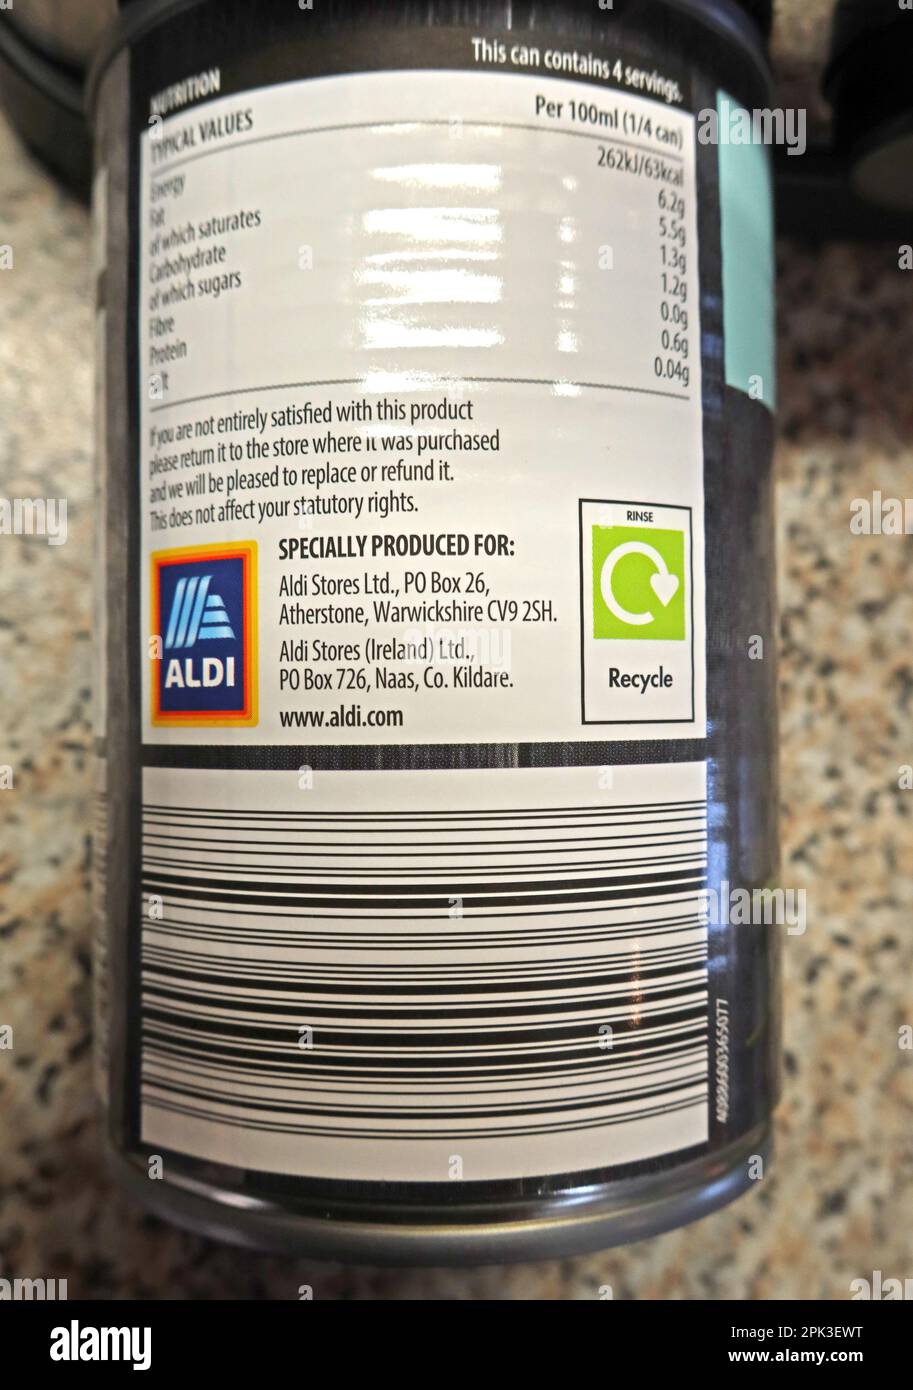 This can contains 4 servings.
NUTRITION
TYPICAL VALUES Per 100ml (1/4 can)
Energy 262kJ/63kcal
Fat 6.2g
of which saturates 5.5g
Carbohydrate 1.3g
of which sugars 1.2g
Fibre 0.0g
Protein 0.6g
0.04g
If you are not entirely satisfied with this product
please return it to the store where it was purchased
and we will be pleased to replace or refund it.
This does not affect your statutory rights.
ALDI
SPECIALLY PRODUCED FOR:
Aldi Stores Ltd., PO Box 26,
Atherstone, Warwickshire CV9 2SH.
Aldi Stores (Ireland) Ltd.,
PO Box 726, Naas, Co. Kildare.
www.aldi.com
RINSE
Recycle
alamy
Image ID: 2PK3EWT
www.alamy.com